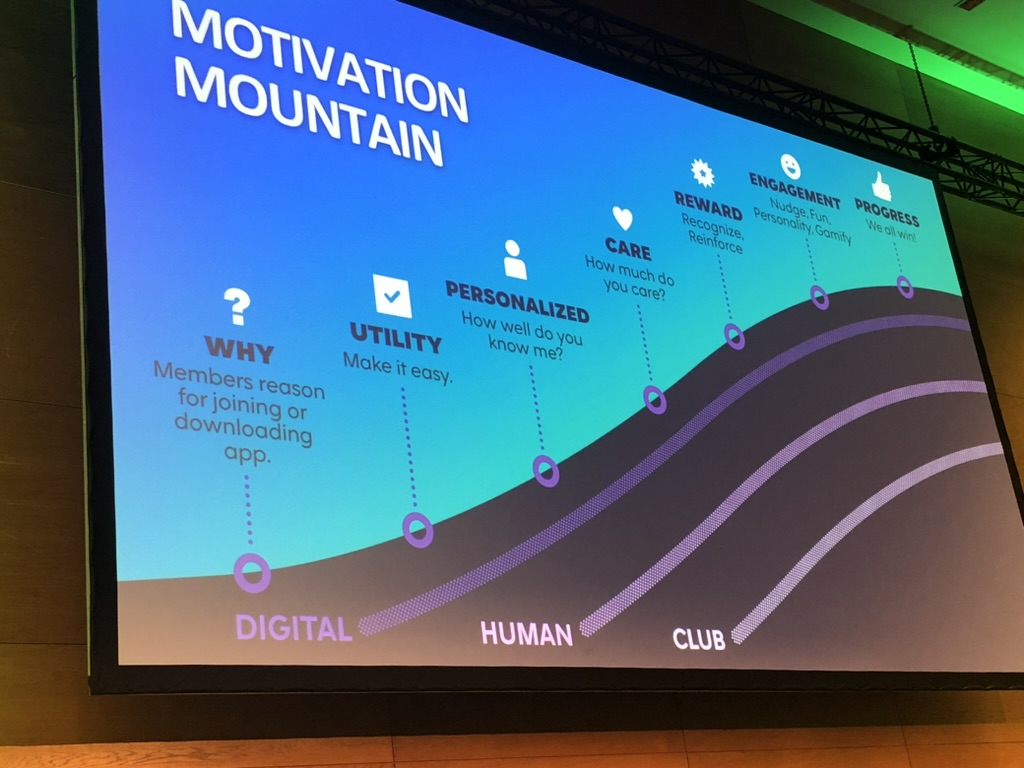 MOTIVATION
MOUNTAIN
WHY
Members reason
for joining or
downloading
app.
UTILITY
Make it easy.
PERSONALIZED
How well do you
know me?
CARE
How much do
you care?
REWARD
Recognize,
Reinforce
ENGAGEMENT
Nudge, Fun,
Personality, Gamify
PROGRESS
We all win!
DIGITAL
HUMAN
CLUB